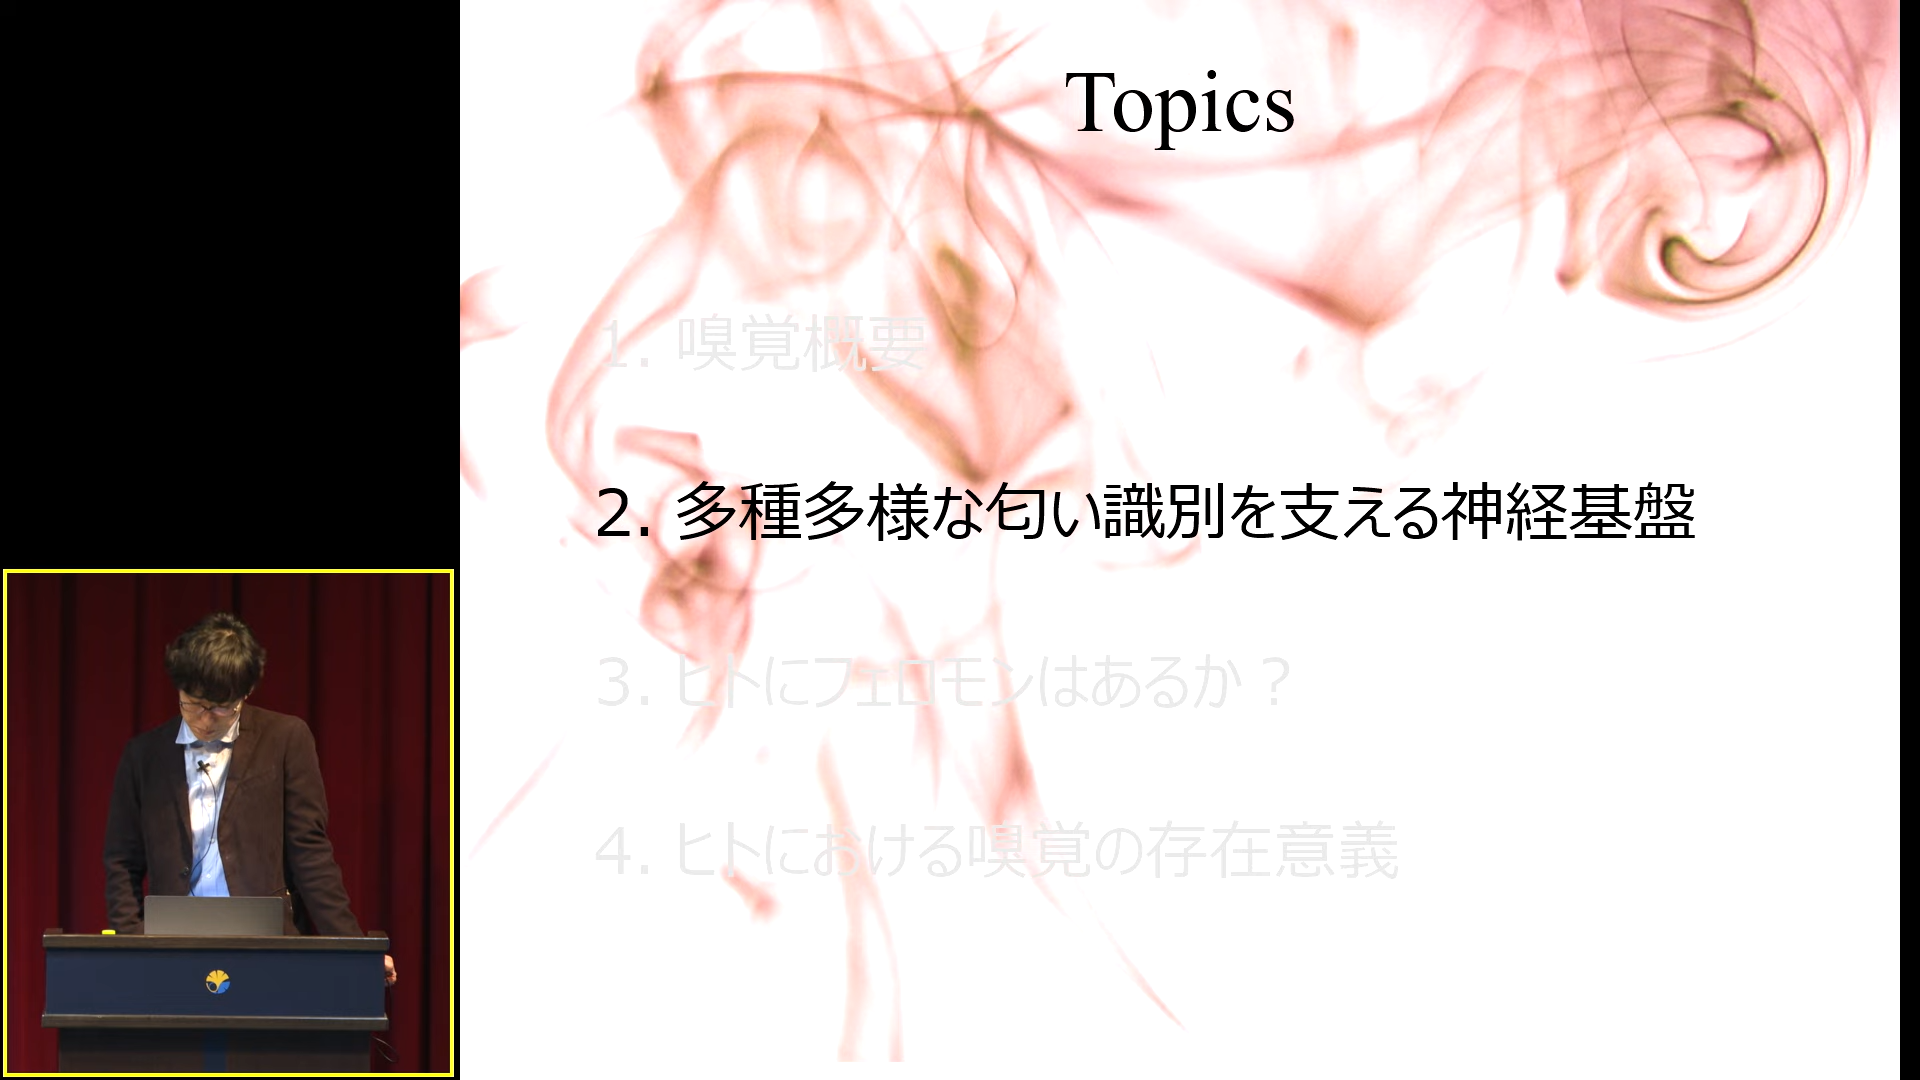 Topics
1. 嗅覚概要
2. 多種多様な匂い識別を支える神経基盤
3. ヒトにフェロモンはあるか？
4. ヒトにおける嗅覚の存在意義